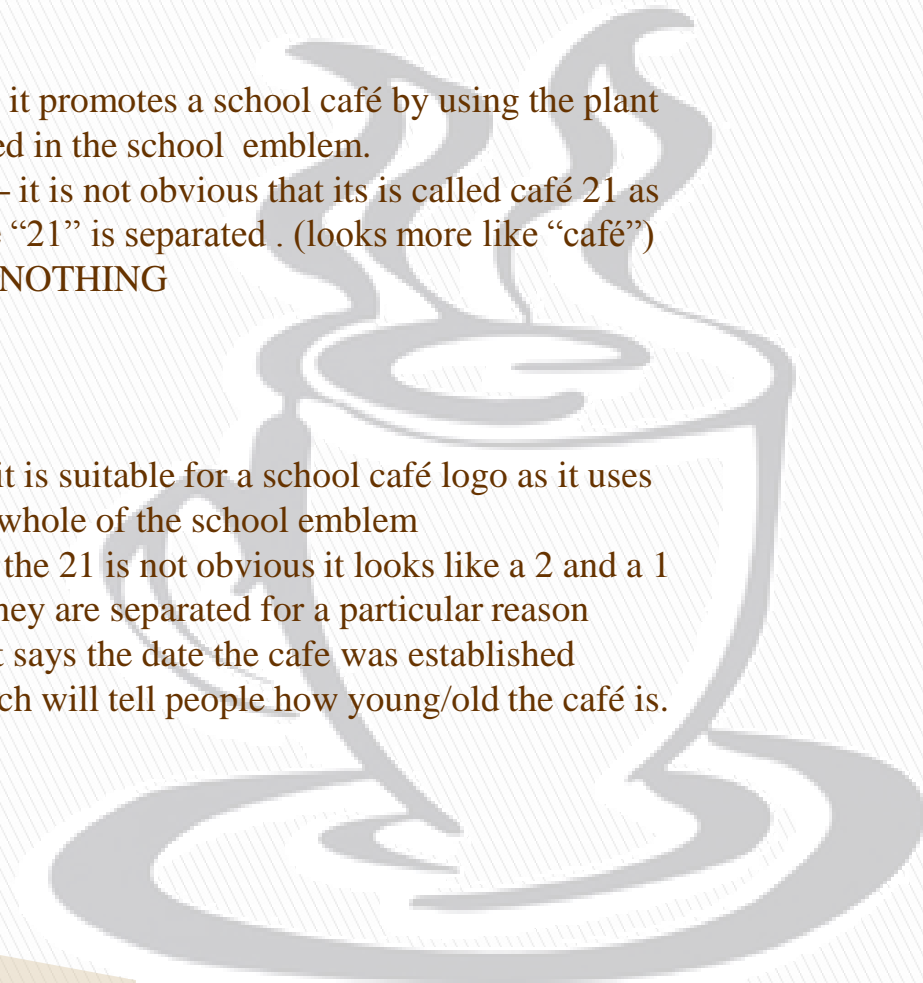 it promotes a school café by using the plant
ed in the school emblem.
– it is not obvious that its is called café 21 as
“21” is separated . (looks more like “café”)
NOTHING
it is suitable for a school café logo as it uses
whole of the school emblem
the 21 is not obvious it looks like a 2 and a 1
hey are separated for a particular reason
t says the date the cafe was established
ch will tell people how young/old the café is.